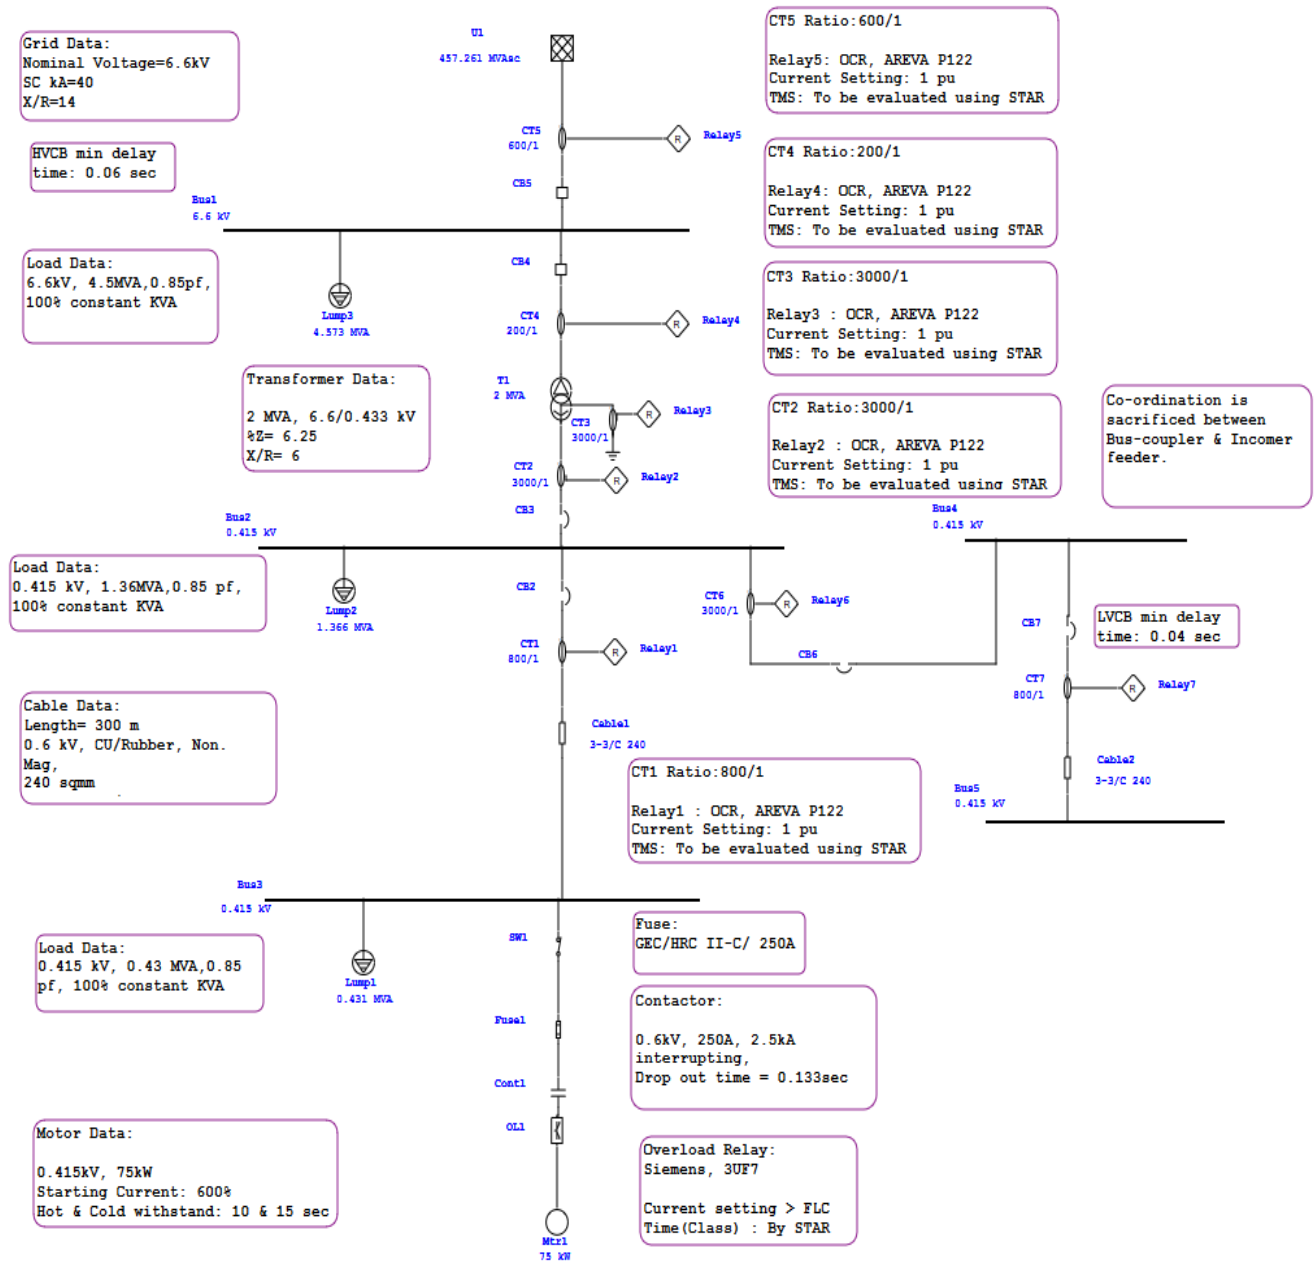 Grid Data:
Nominal Voltage=6.6kV
SC kA=40
X/R=14
U1
457.261 MVAsc
CT5 Ratio:600/1
Relay5: OCR, AREVA P122
Current Setting: 1 pu
TMS: To be evaluated using STAR
HVCB min delay
time: 0.06 sec
CT5
600/1
R
Relay5
CB5
CT4 Ratio:200/1
Relay4: OCR, AREVA P122
Current Setting: 1 pu
TMS: To be evaluated using STAR
Bus1
6.6 kV
Load Data:
6.6kV, 4.5MVA,0.85pf,
100% constant KVA
Lump3
4.573 MVA
CB4
CT4
200/1
R
Relay4
CT3 Ratio:3000/1
Relay3 : OCR, AREVA P122
Current Setting: 1 pu
TMS: To be evaluated using STAR
Transformer Data:
2 MVA, 6.6/0.433 kV
%Z= 6.25
X/R= 6
T1
2 MVA
CT3
3000/1
R
Relay3
CT2
3000/1
R
Relay2
CB3
CT2 Ratio:3000/1
Relay2 : OCR, AREVA P122
Current Setting: 1 pu
TMS: To be evaluated using STAR
Co-ordination is
sacrificed between
Bus-coupler & Incomer
feeder.
Bus2
0.415 kV
Bus4
0.415 kV
Load Data:
0.415 kV, 1.36MVA,0.85 pf,
100% constant KVA
Lump2
1.366 MVA
CB2
CT1
800/1
R
Relay1
CT6
3000/1
R
Relay6
CB6
CB7
LVCB min delay
time: 0.04 sec
CT7
800/1
R
Relay7
Cable Data:
Length= 300 m
0.6 kV, CU/Rubber, Non.
Mag,
240 sqmm
Cable1
3-3/C 240
Cable2
3-3/C 240
Bus5
0.415 kV
CT1 Ratio:800/1
Relay1 : OCR, AREVA P122
Current Setting: 1 pu
TMS: To be evaluated using STAR
Bus3
0.415 kV
Load Data:
0.415 kV, 0.43 MVA,0.85
pf, 100% constant KVA
Lump1
0.431 MVA
SW1
Fuse:
GEC/HRC II-C/ 250A
Fuse1
Contactor:
0.6kV, 250A, 2.5kA
interrupting,
Drop out time = 0.133sec
Cont1
OL1
Motor Data:
0.415kV, 75kW
Starting Current: 600%
Hot & Cold withstand: 10 & 15 sec
Overload Relay:
Siemens, 3UF7
Current setting > FLC
Time(Class) : By STAR
Mtr1
75 kW